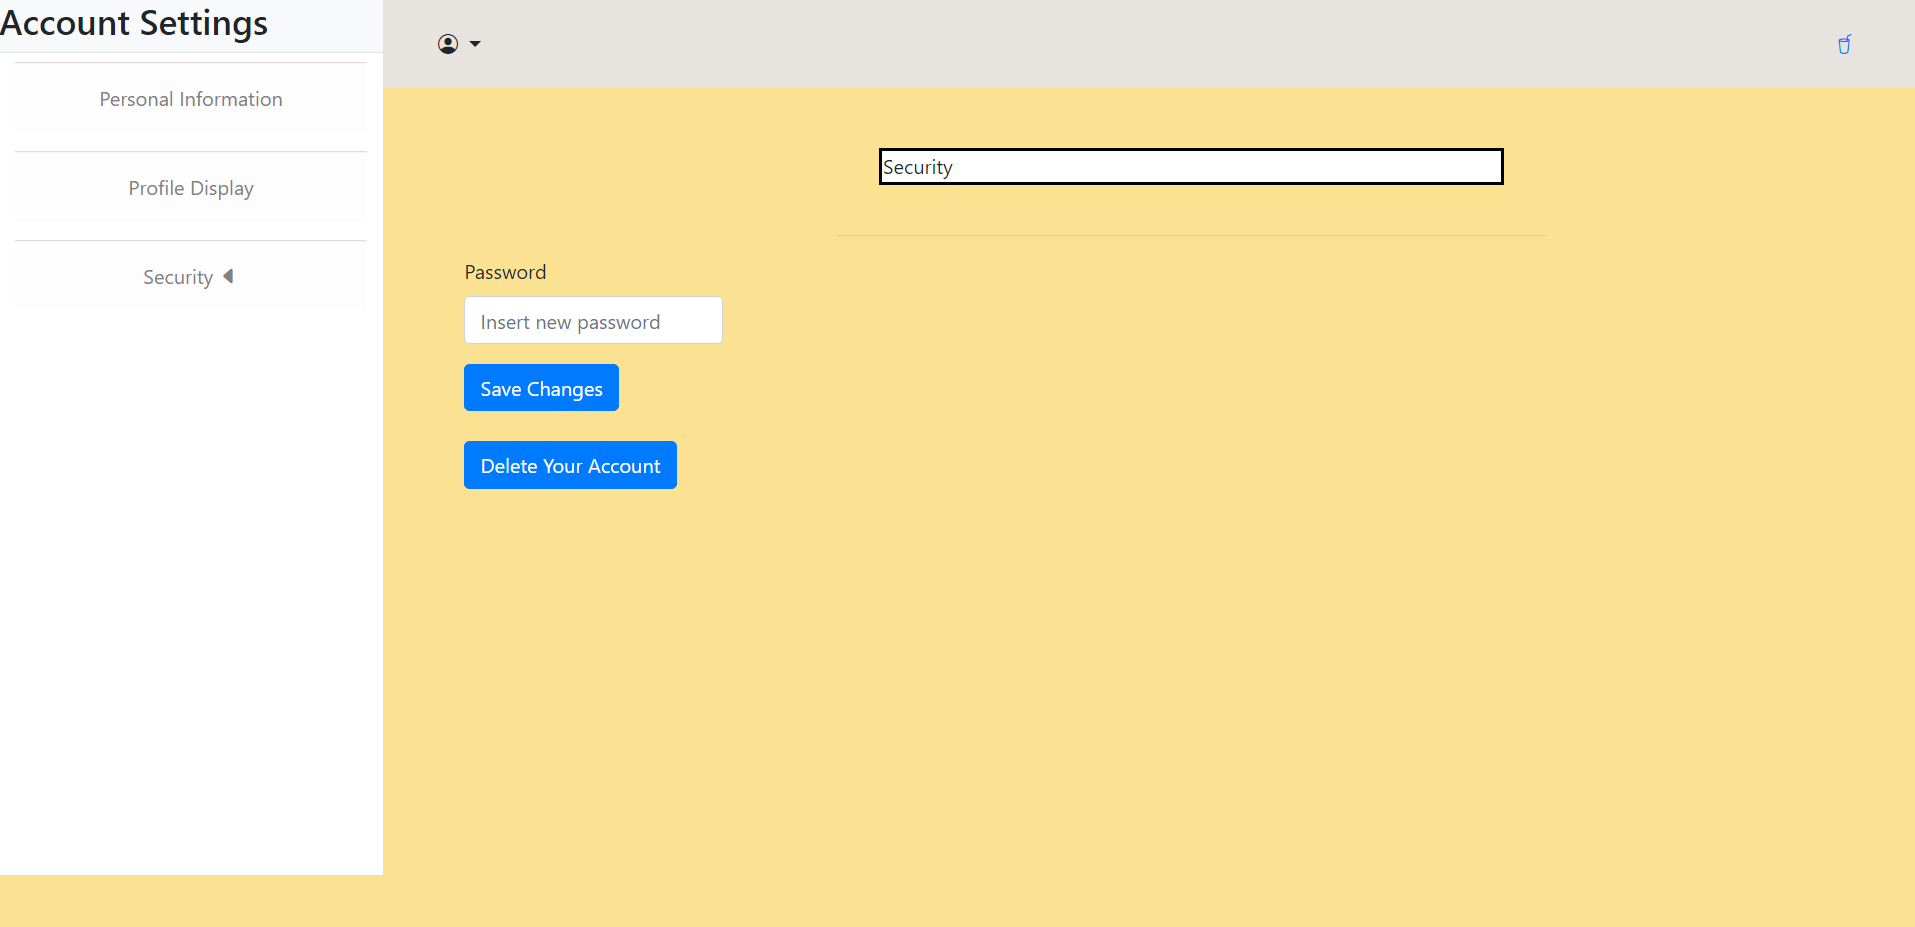 Account Settings
Personal Information
Profile Display
Security
Security
Password
Insert new password
Save Changes
Delete Your Account